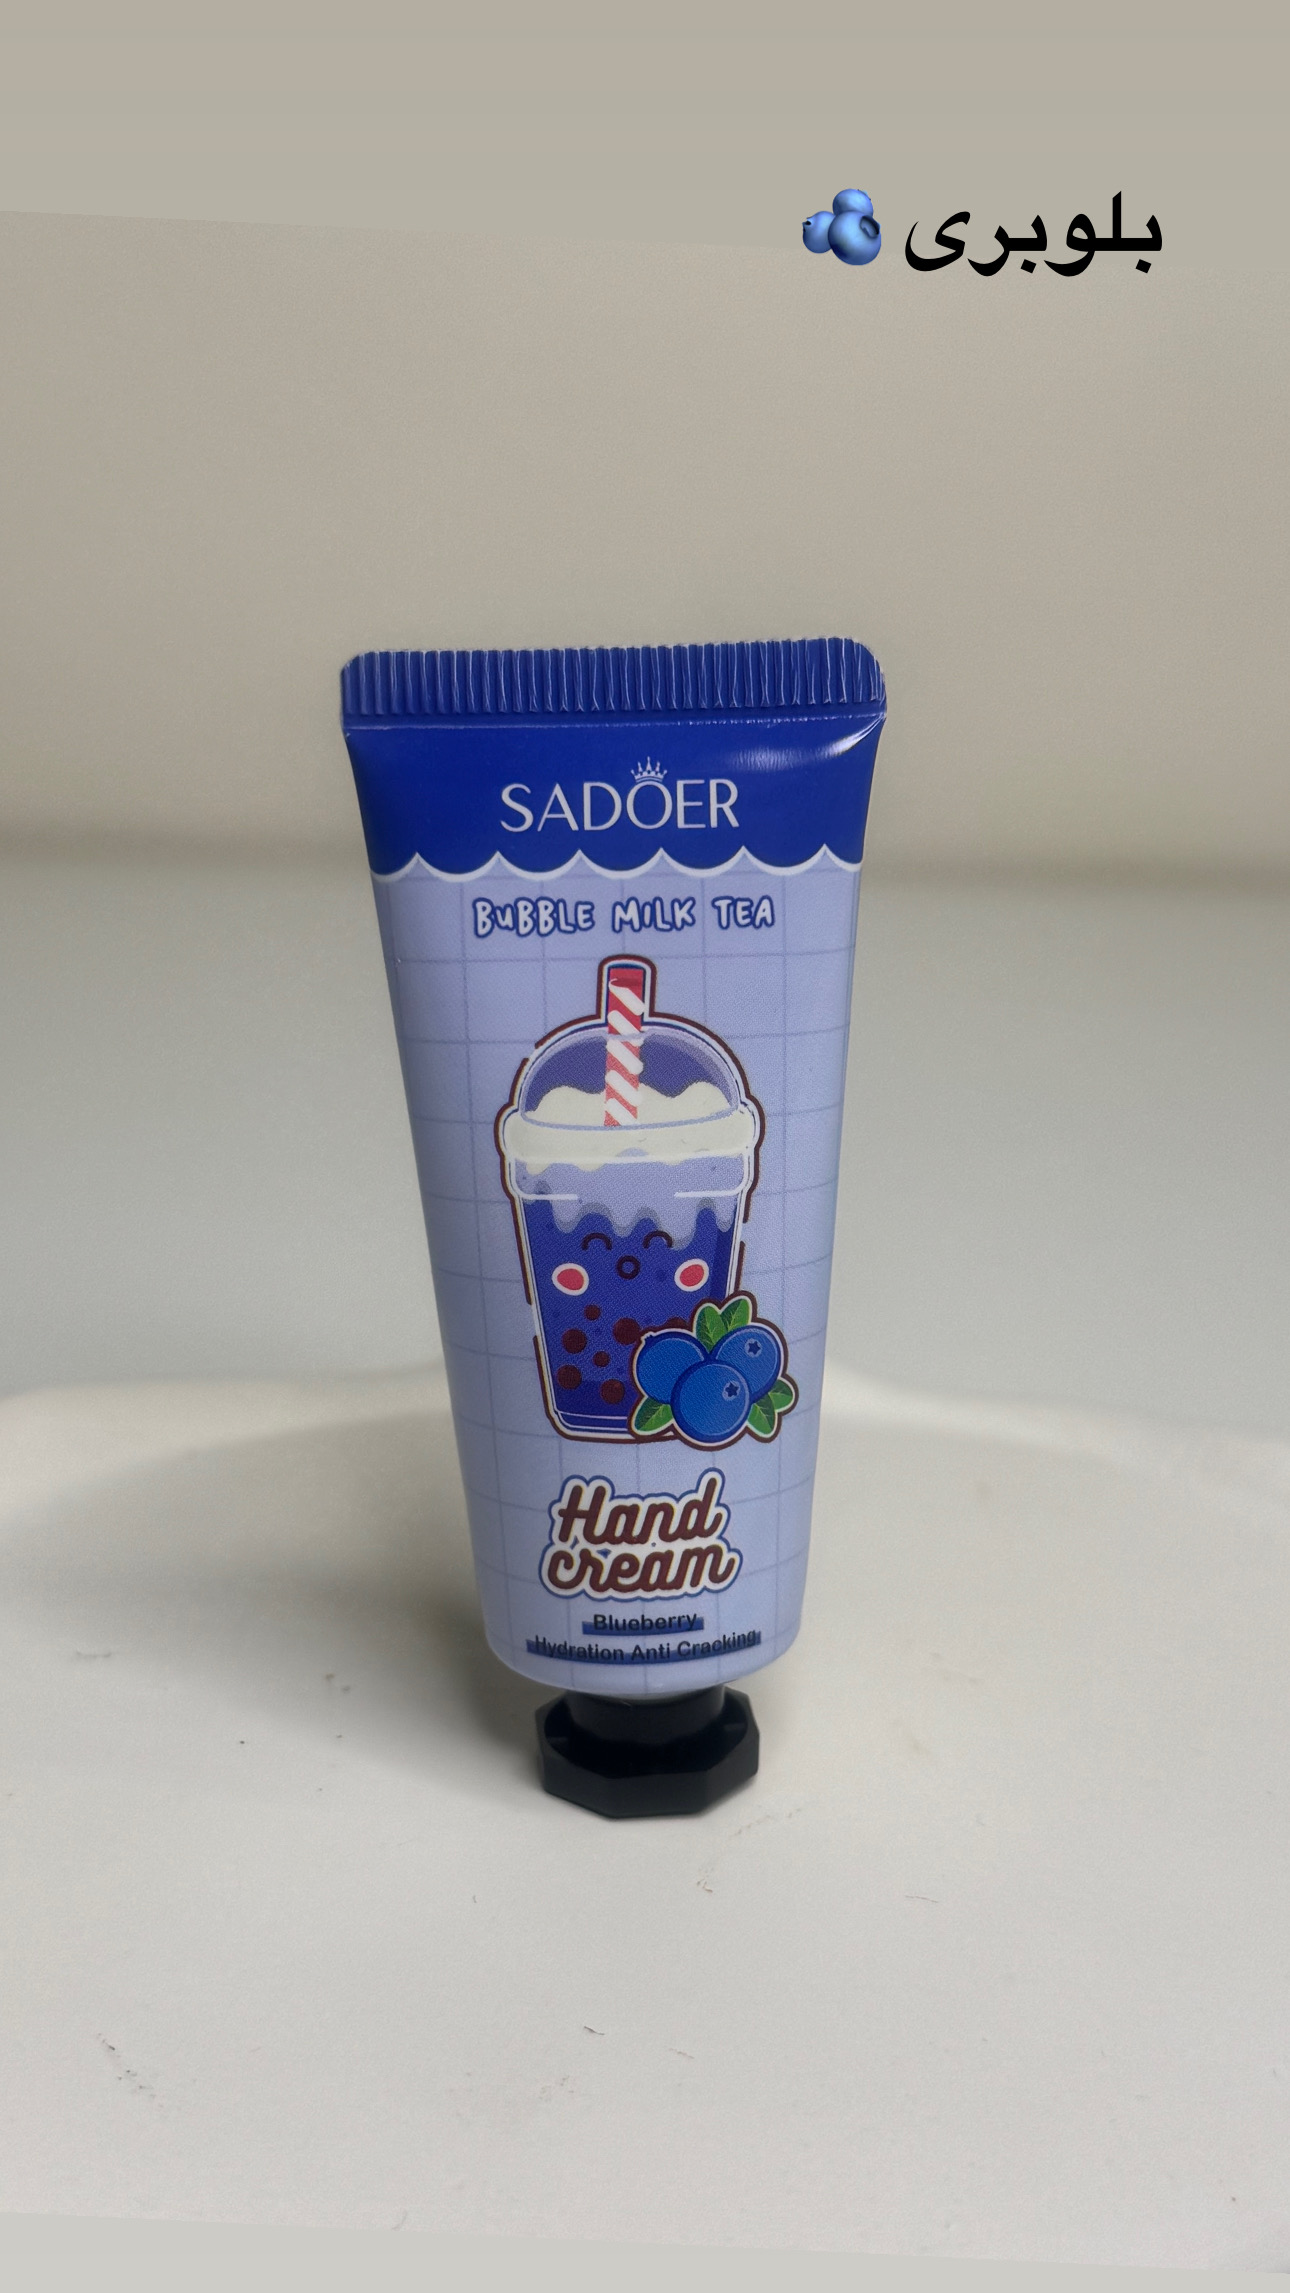 بلوبری 🫐
SADOER
BUBBLE MILK TEA
Hand
cream
Blueberry
Hydration Anti Cracking